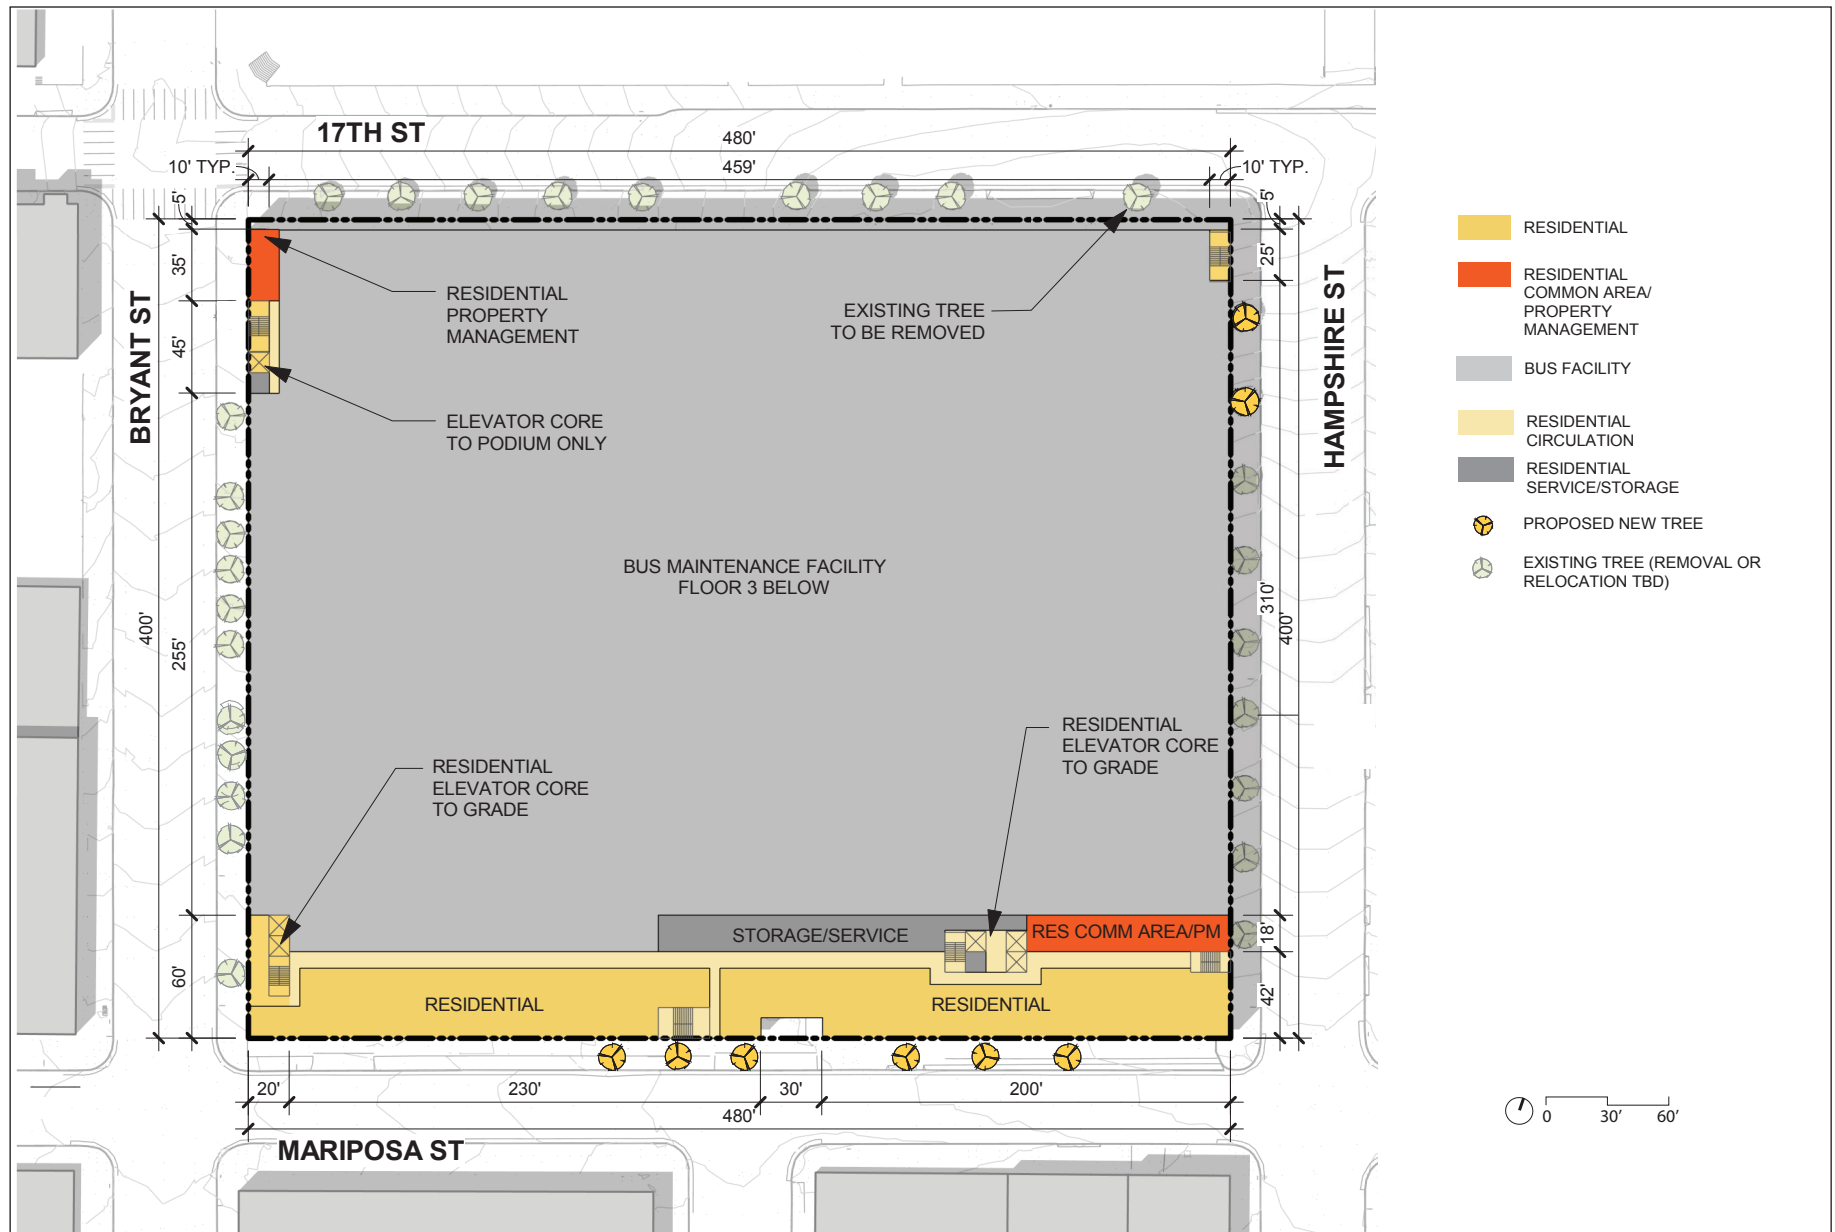 17TH ST
480'
10' TYP.
459'
10' TYP.
5'
5'
35'
25'
45'
RESIDENTIAL
PROPERTY
MANAGEMENT
EXISTING TREE
TO BE REMOVED
BRYANT ST
HAMPSHIRE ST
ELEVATOR CORE
TO PODIUM ONLY
BUS MAINTENANCE FACILITY
FLOOR 3 BELOW
400'
255'
310'
400'
RESIDENTIAL
ELEVATOR CORE
TO GRADE
RESIDENTIAL
ELEVATOR CORE
TO GRADE
STORAGE/SERVICE
RES COMM AREA/PM
18'
60'
42'
RESIDENTIAL
RESIDENTIAL
20'
230'
30'
200'
480'
MARIPOSA ST
RESIDENTIAL
RESIDENTIAL
COMMON AREA/
PROPERTY
MANAGEMENT
BUS FACILITY
RESIDENTIAL
CIRCULATION
RESIDENTIAL
SERVICE/STORAGE
PROPOSED NEW TREE
EXISTING TREE (REMOVAL OR
RELOCATION TBD)
0 30' 60'